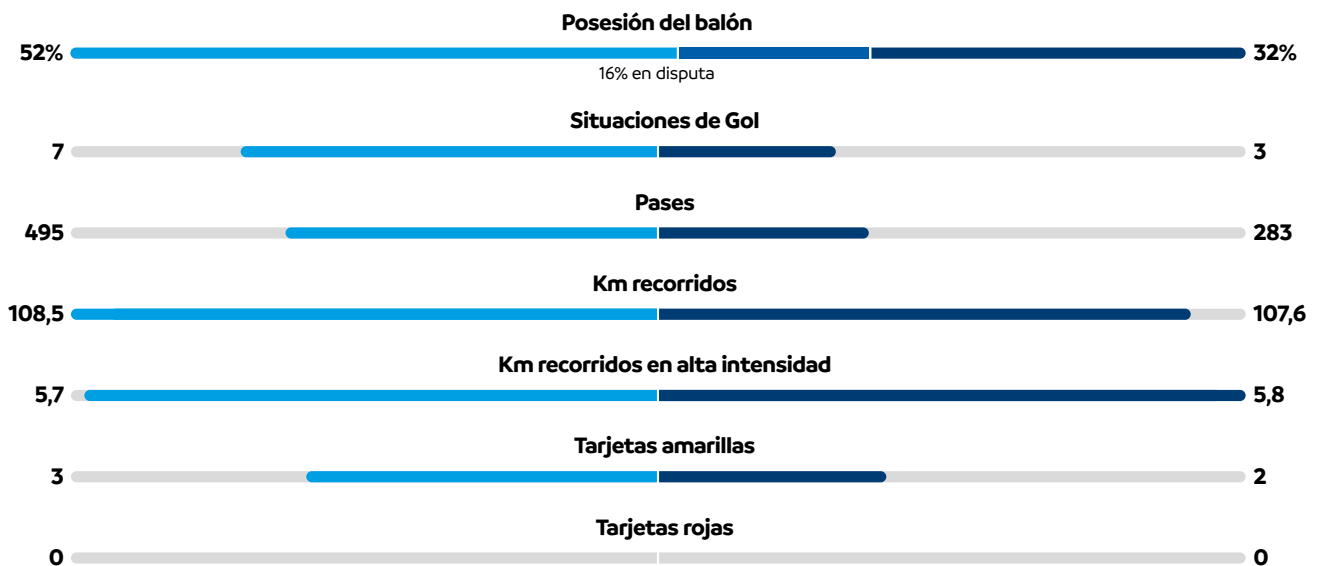 Posesión del balón
52% 32%
16% en disputa
Situaciones de Gol
7 3
Pases
495 283
Km recorridos
108,5 107,6
Km recorridos en alta intensidad
5,7 5,8
Tarjetas amarillas
3 2
Tarjetas rojas
0 0